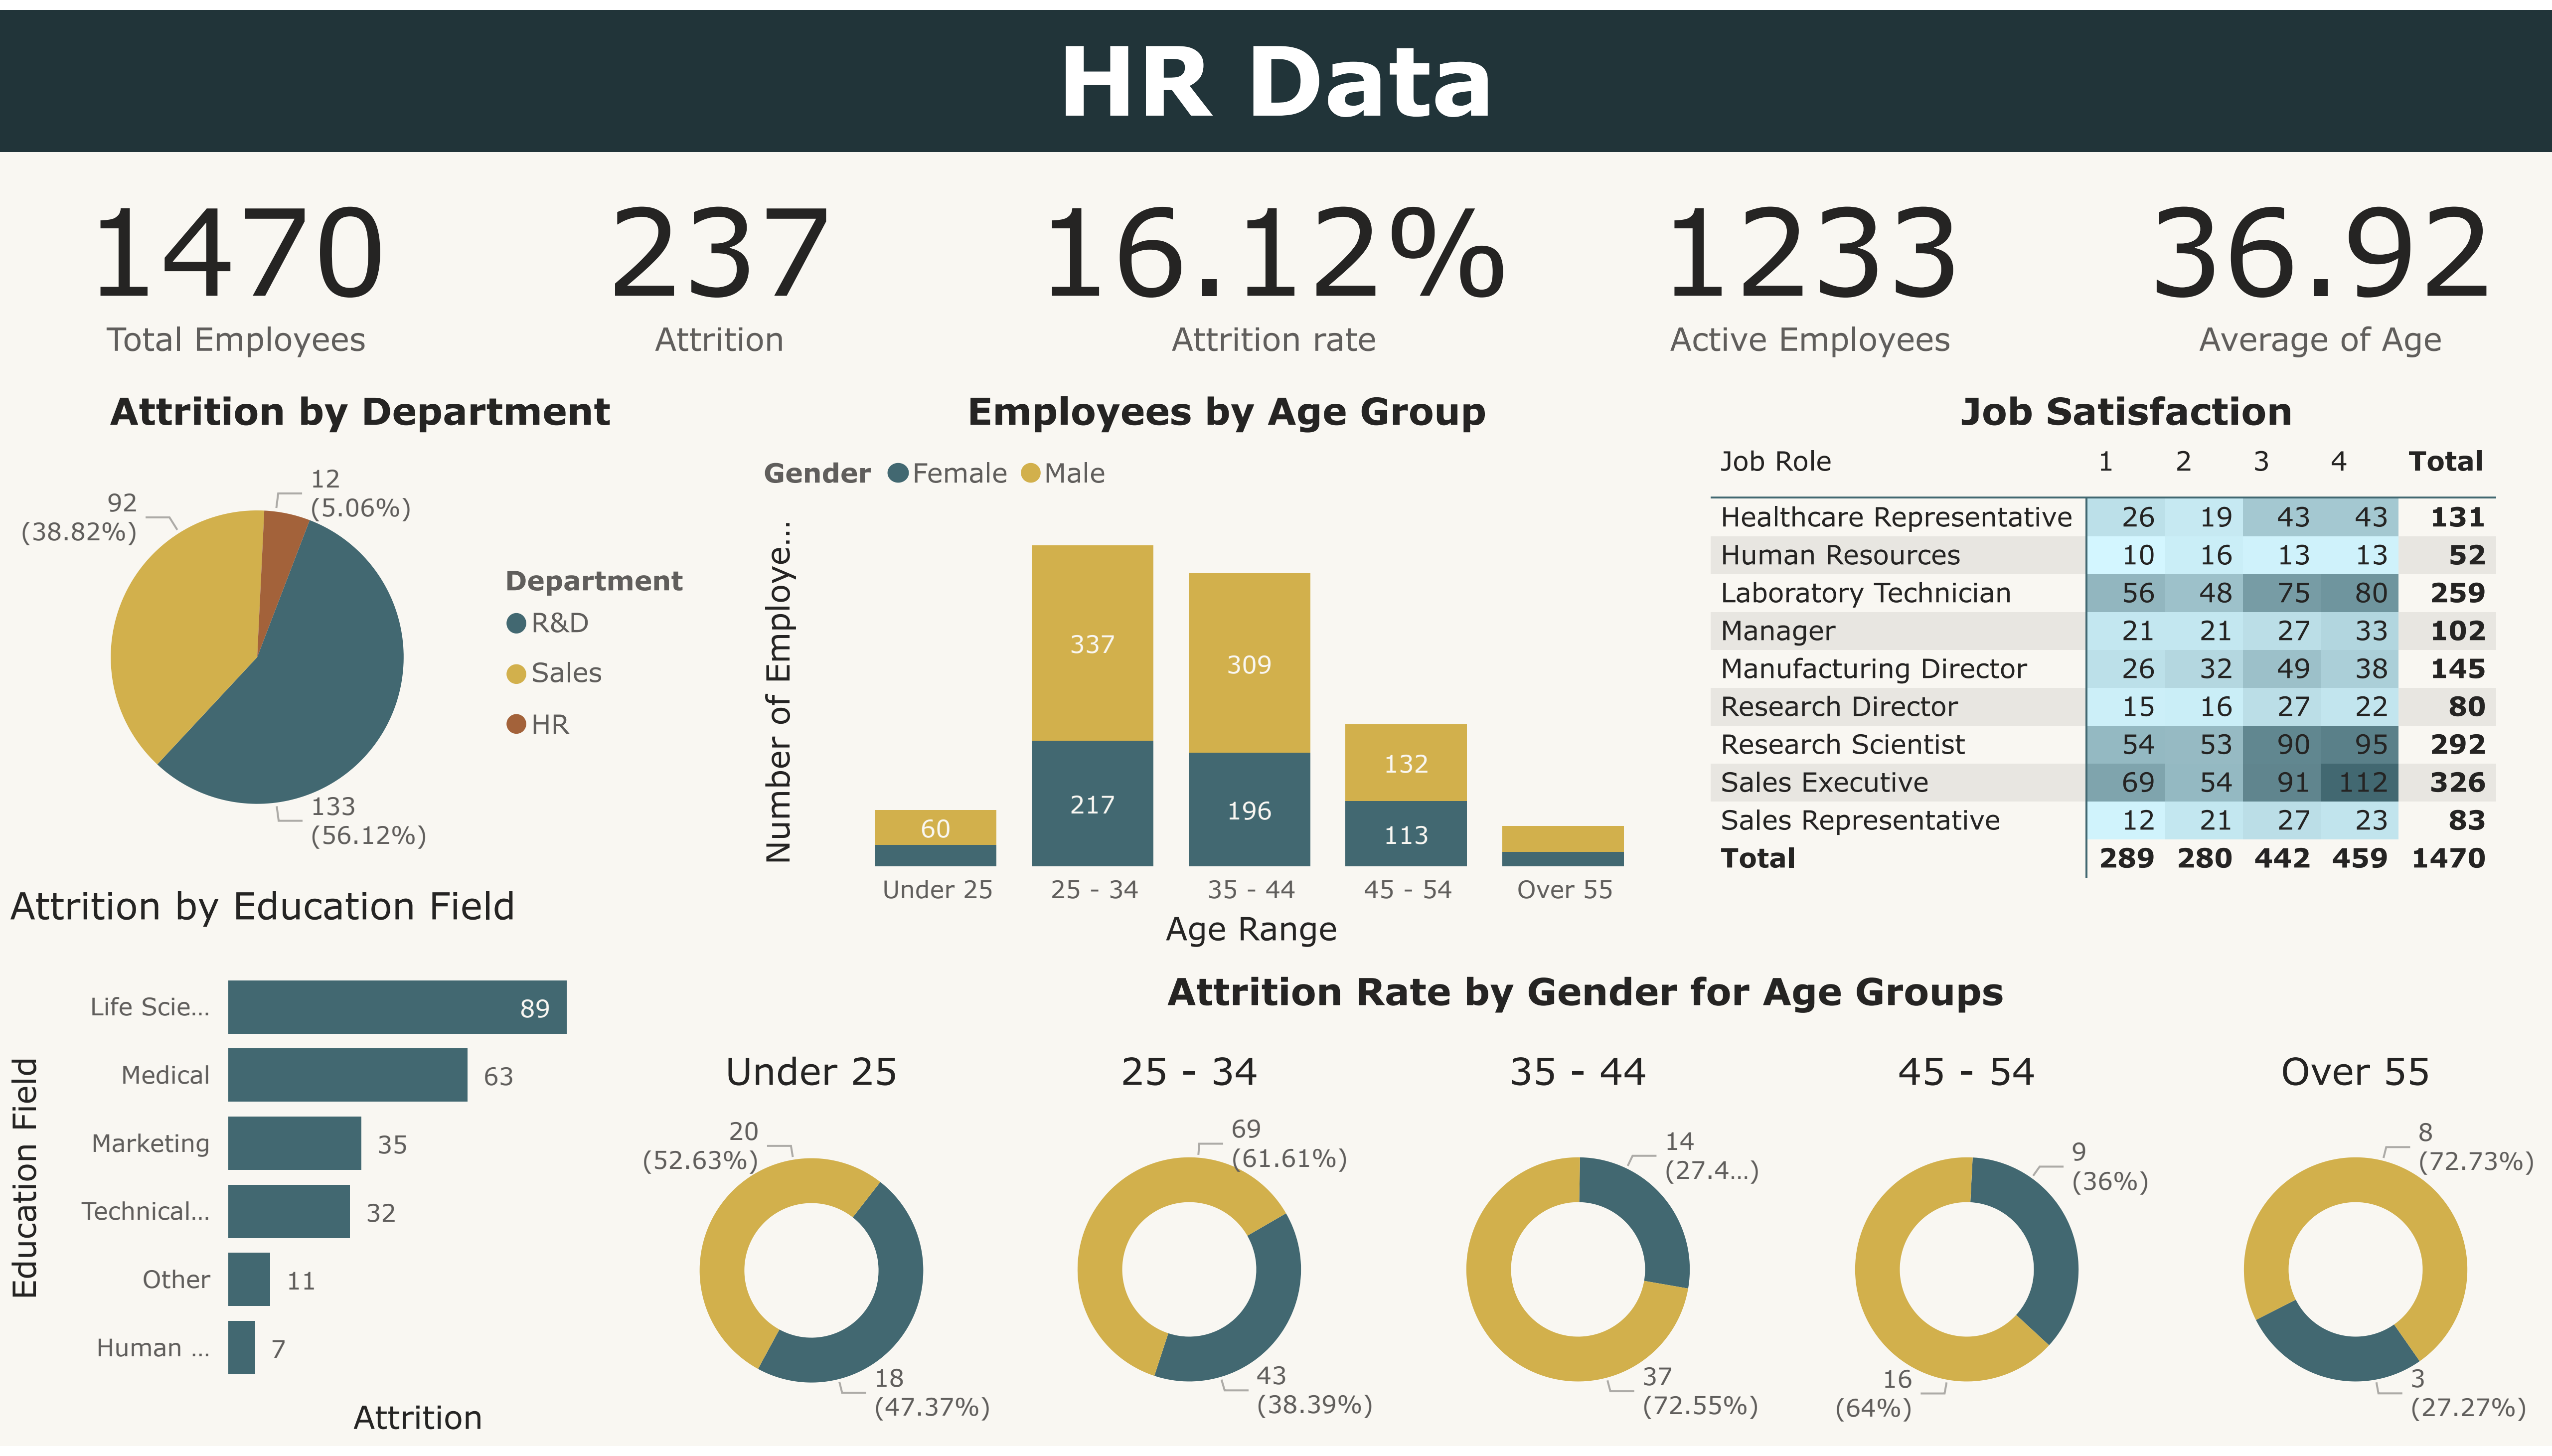 HR Data
1470
Total Employees
237
Attrition
16.12%
Attrition rate
1233
Active Employees
36.92
Average of Age
Attrition by Department
92
(38.82%)
12
(5.06%)
133
(56.12%)
Department
R&D
Sales
HR
Employees by Age Group
Gender Female Male
Number of Employe...
60
337
217
309
196
132
113
Under 25 25 - 34 35 - 44 45 - 54 Over 55
Age Range
Job Satisfaction
Job Role 1 2 3 4 Total
Healthcare Representative 26 19 43 43 131
Human Resources 10 16 13 13 52
Laboratory Technician 56 48 75 80 259
Manager 21 21 27 33 102
Manufacturing Director 26 32 49 38 145
Research Director 15 16 27 22 80
Research Scientist 54 53 90 95 292
Sales Executive 69 54 91 112 326
Sales Representative 12 21 27 23 83
Total 289 280 442 459 1470
Attrition by Education Field
Education Field
Life Scie... 89
Medical 63
Marketing 35
Technical... 32
Other 11
Human ... 7
Attrition
Attrition Rate by Gender for Age Groups
Under 25
20
(52.63%)
18
(47.37%)
25 - 34
69
(61.61%)
43
(38.39%)
35 - 44
14
(27.4...)
37
(72.55%)
45 - 54
9
(36%)
16
(64%)
Over 55
8
(72.73%)
3
(27.27%)